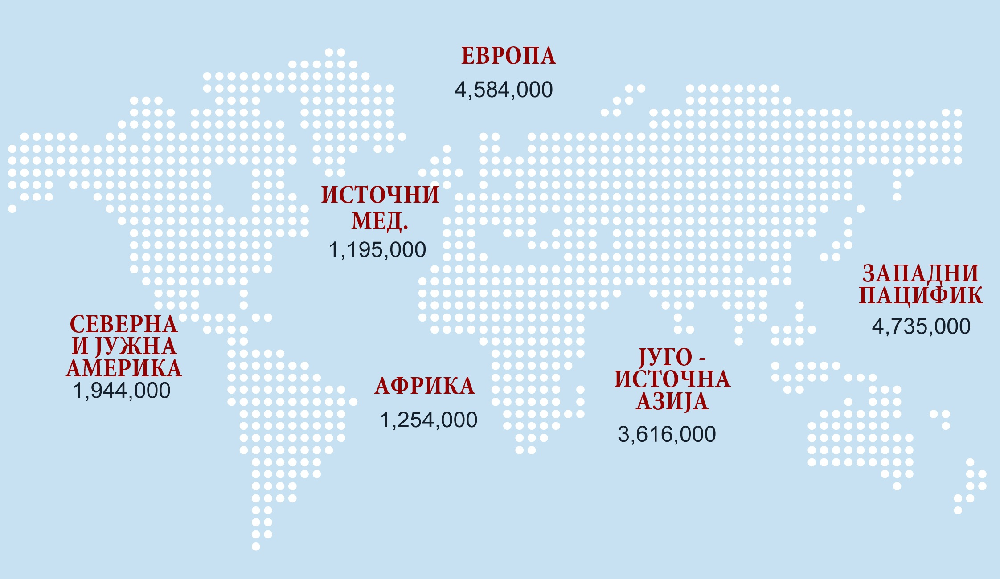 ЕВРОПА
4,584,000
ИСТОЧНИ
МЕД.
1,195,000
ЗАПАДНИ
ПАЦИФИК
4,735,000
СЕВЕРНА
И ЈУЖНА
АМЕРИКА
1,944,000
АФРИКА
1,254,000
ЈУГО -
ИСТОЧНА
АЗИЈА
3,616,000